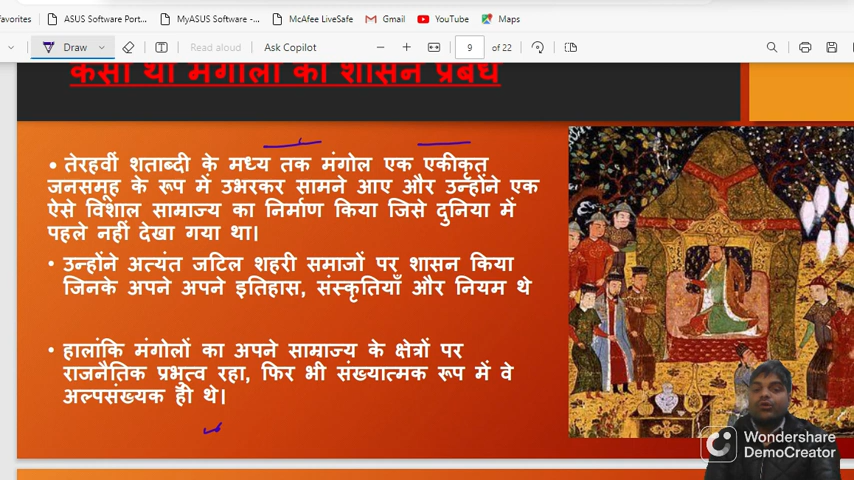 avorites
ASUS Software Port...
MyASUS Software -...
McAfee LiveSafe
Gmail
YouTube
Maps
Draw
Read aloud
Ask Copilot
9
of 22
कैसा था मंगोलों का शासन प्रबंध
• तेरहवीं शताब्दी के मध्य तक मंगोल एक एकीकृत
जनसमूह के रूप में उभरकर सामने आए और उन्होंने एक
ऐसे विशाल साम्राज्य का निर्माण किया जिसे दुनिया में
पहले नहीं देखा गया था।
• उन्होंने अत्यंत जटिल शहरी समाजों पर शासन किया
जिनके अपने अपने इतिहास, संस्कृतियाँ और नियम थे
• हालांकि मंगोलों का अपने साम्राज्य के क्षेत्रों पर
राजनैतिक प्रभुत्व रहा, फिर भी संख्यात्मक रूप में वे
अल्पसंख्यक ही थे।
Wondershare
DemoCreator